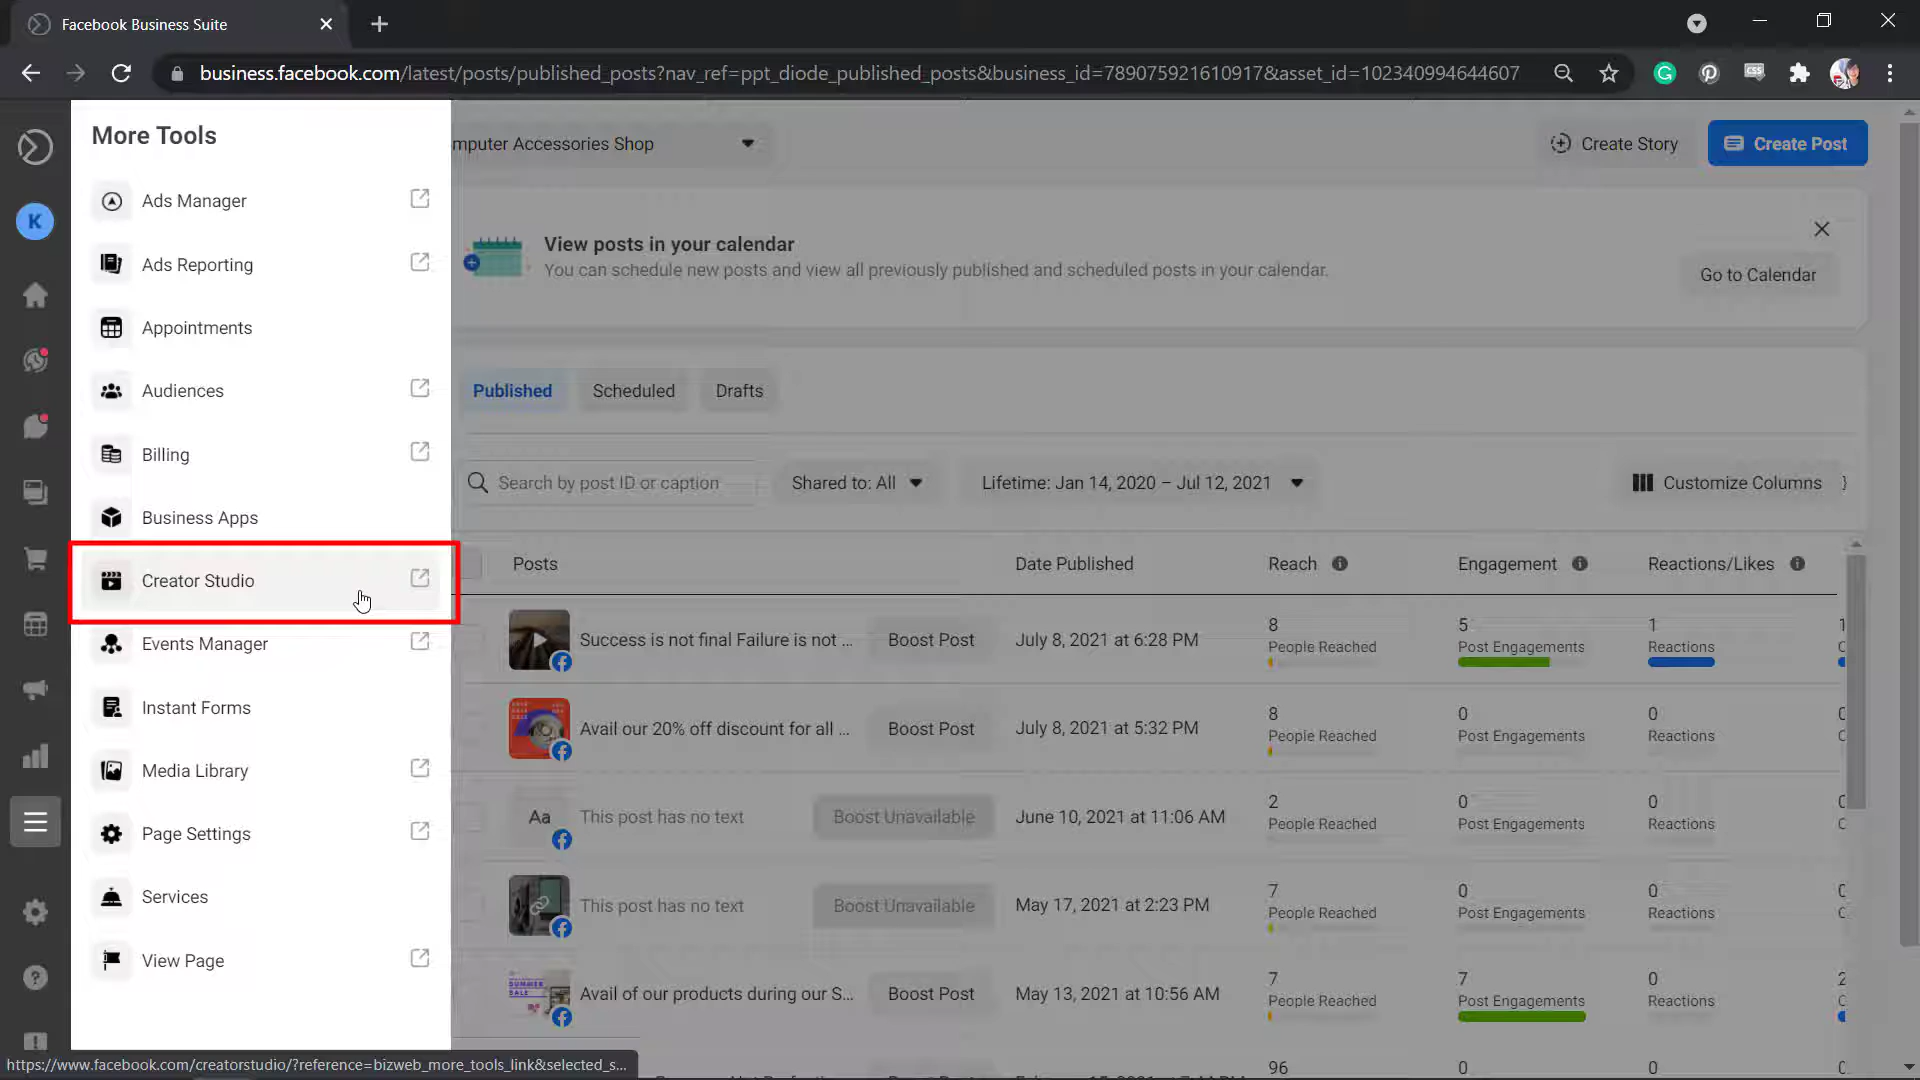 Facebook Business Suite
business.facebook.com/latest/posts/published_posts?nav_ref=ppt_diode_published_posts&business_id=789075921610917&asset_id=102340994644607
More Tools
Ads Manager
Ads Reporting
Appointments
Audiences
Billing
Business Apps
Creator Studio
Events Manager
Instant Forms
Media Library
Page Settings
Services
View Page
K
mputer Accessories Shop
Create Story
Create Post
View posts in your calendar
You can schedule new posts and view all previously published and scheduled posts in your calendar.
Go to Calendar
Published Scheduled Drafts
Search by post ID or caption
Shared to: All
Lifetime: Jan 14, 2020 – Jul 12, 2021
Customize Columns
Posts Date Published Reach Engagement Reactions/Likes
Success is not final Failure is not ... Boost Post July 8, 2021 at 6:28 PM 8 5 1 1
People Reached Post Engagements Reactions
Avail our 20% off discount for all ... Boost Post July 8, 2021 at 5:32 PM 8 0 0
People Reached Post Engagements Reactions
Aa This post has no text Boost Unavailable June 10, 2021 at 11:06 AM 2 0 0
People Reached Post Engagements Reactions
This post has no text Boost Unavailable May 17, 2021 at 2:23 PM 7 0 0
People Reached Post Engagements Reactions
SUMMER
SALE
Avail of our products during our S... Boost Post May 13, 2021 at 10:56 AM 7 7 0 2
People Reached Post Engagements Reactions
96 0 0
https://www.facebook.com/creatorstudio/?reference=bizweb_more_tools_link&selected_s...